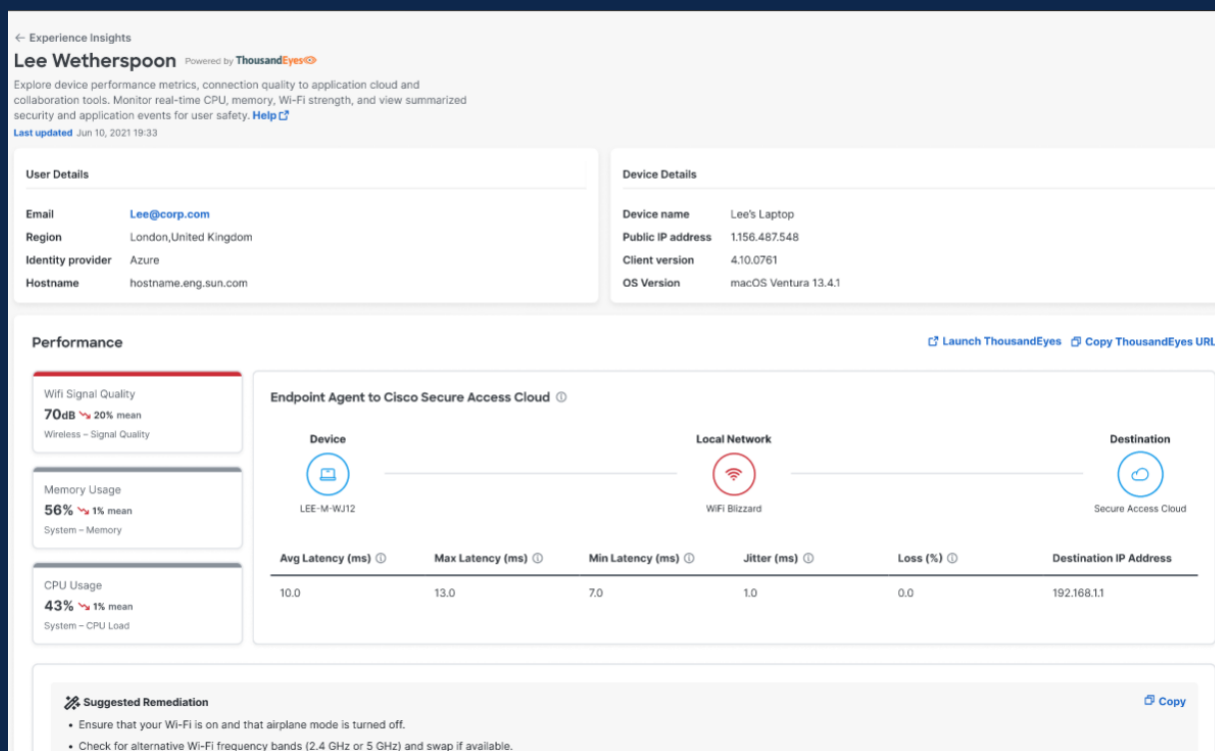 ← Experience Insights
Lee Wetherspoon Powered by ThousandEyes
Explore device performance metrics, connection quality to application cloud and
collaboration tools. Monitor real-time CPU, memory, Wi-Fi strength, and view summarized
security and application events for user safety. Help
Last updated Jun 10, 2021 19:33
User Details
Email Lee@corp.com
Region London,United Kingdom
Identity provider Azure
Hostname hostname.eng.sun.com
Device Details
Device name Lee's Laptop
Public IP address 1.156.487.548
Client version 4.10.0761
OS Version macOS Ventura 13.4.1
Performance
Launch ThousandEyes Copy ThousandEyes URL
Wifi Signal Quality
70dB 20% mean
Wireless – Signal Quality
Memory Usage
56% 1% mean
System – Memory
CPU Usage
43% 1% mean
System – CPU Load
Endpoint Agent to Cisco Secure Access Cloud
Device Local Network Destination
LEE-M-WJ12 WiFi Blizzard Secure Access Cloud
Avg Latency (ms) Max Latency (ms) Min Latency (ms) Jitter (ms) Loss (%) Destination IP Address
10.0 13.0 7.0 1.0 0.0 192.168.1.1
Suggested Remediation
Copy
• Ensure that your Wi-Fi is on and that airplane mode is turned off.
• Check for alternative Wi-Fi frequency bands (2.4 GHz or 5 GHz) and swap if available.